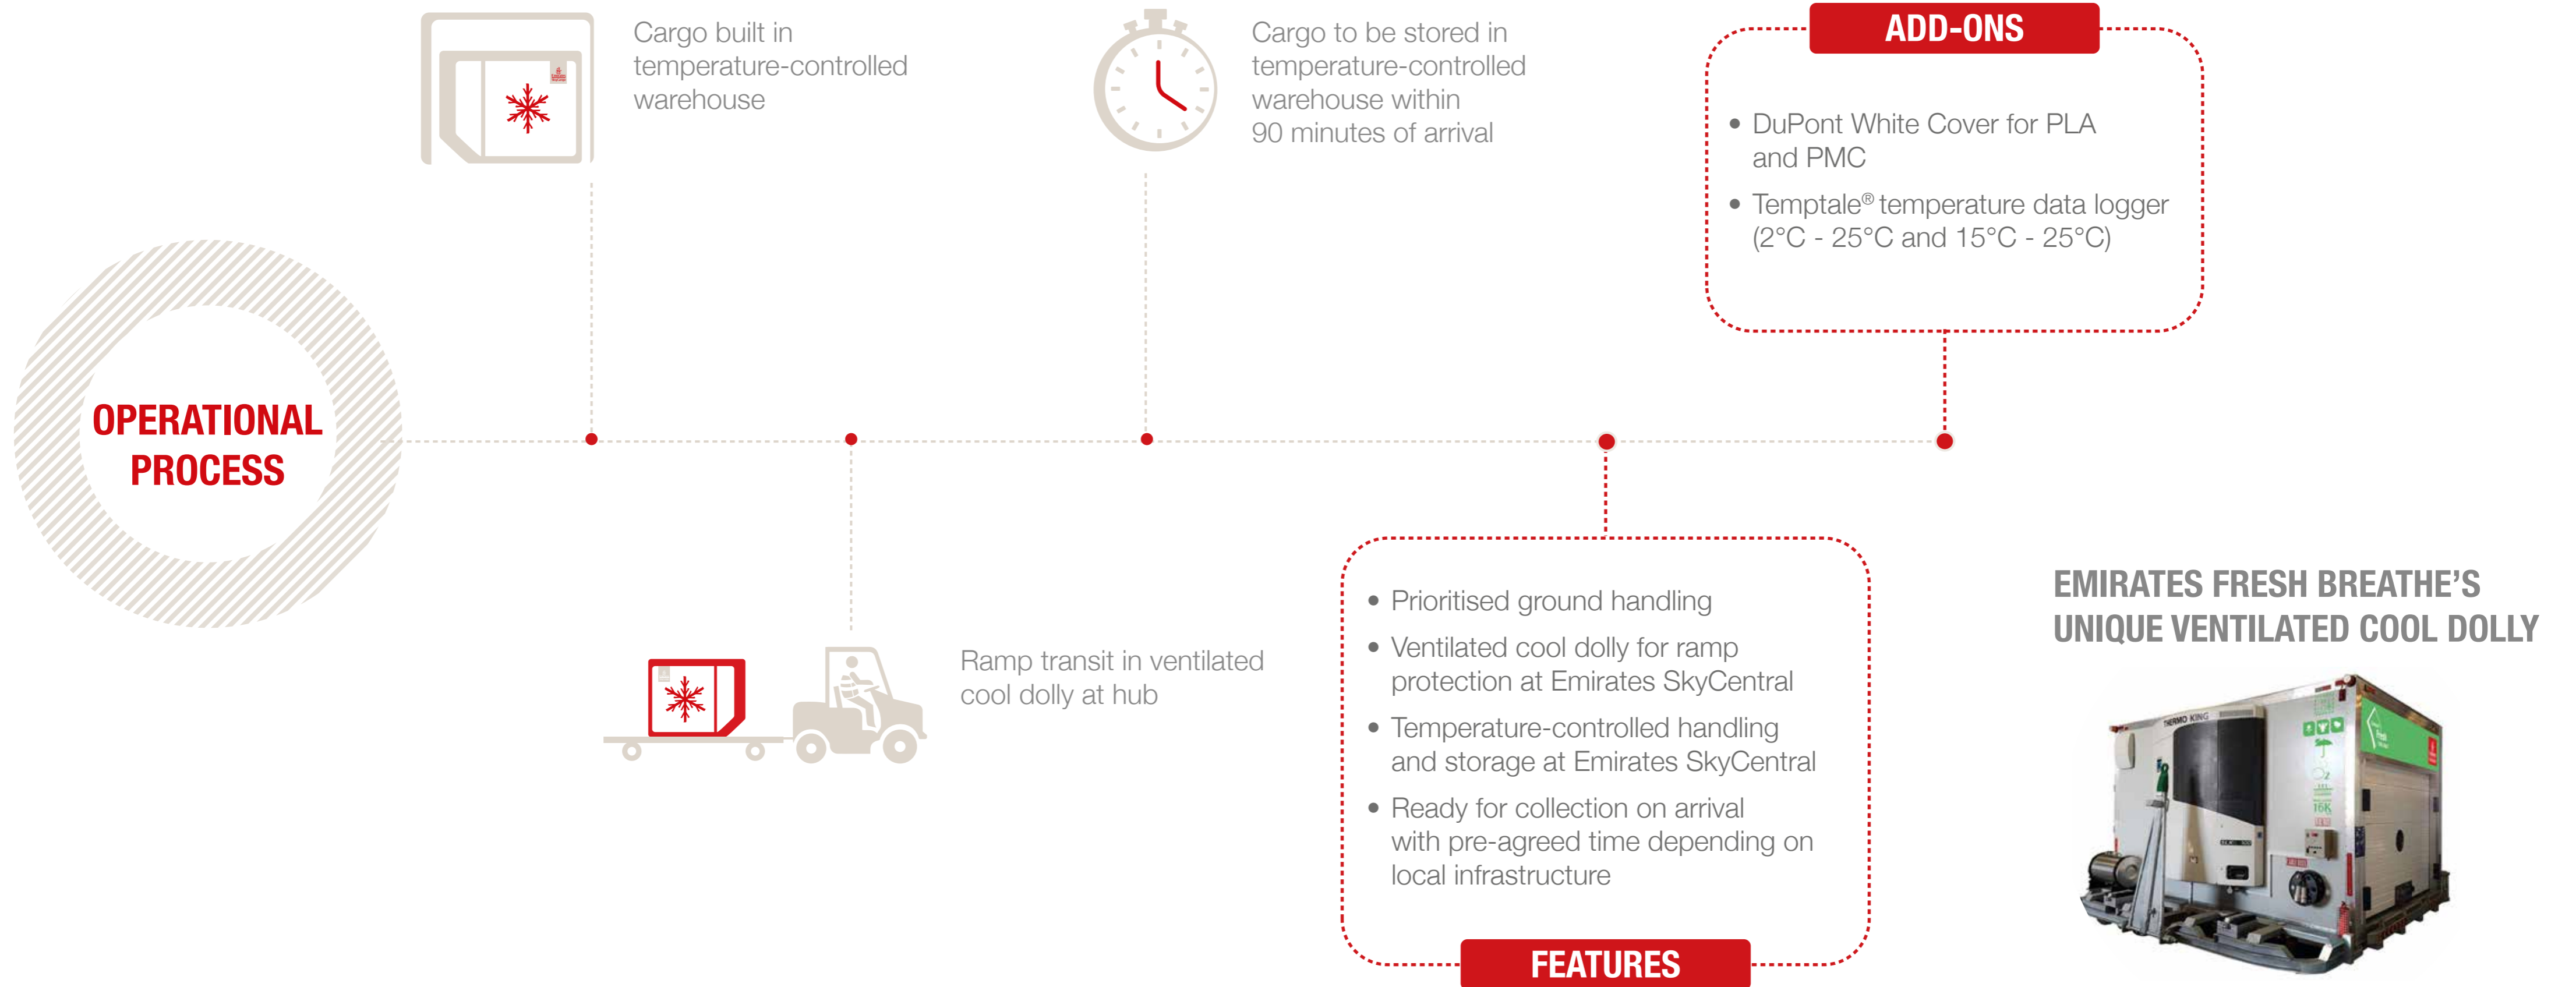 OPERATIONAL
PROCESS
Cargo built in
temperature-controlled
warehouse
Ramp transit in ventilated
cool dolly at hub
Cargo to be stored in
temperature-controlled
warehouse within
90 minutes of arrival
• Prioritised ground handling
• Ventilated cool dolly for ramp
protection at Emirates SkyCentral
• Temperature-controlled handling
and storage at Emirates SkyCentral
• Ready for collection on arrival
with pre-agreed time depending on
local infrastructure
FEATURES
ADD-ONS
• DuPont White Cover for PLA
and PMC
• Temptale® temperature data logger
(2°C - 25°C and 15°C - 25°C)
EMIRATES FRESH BREATHE’S
UNIQUE VENTILATED COOL DOLLY
THERMO KING
Fresh
16K